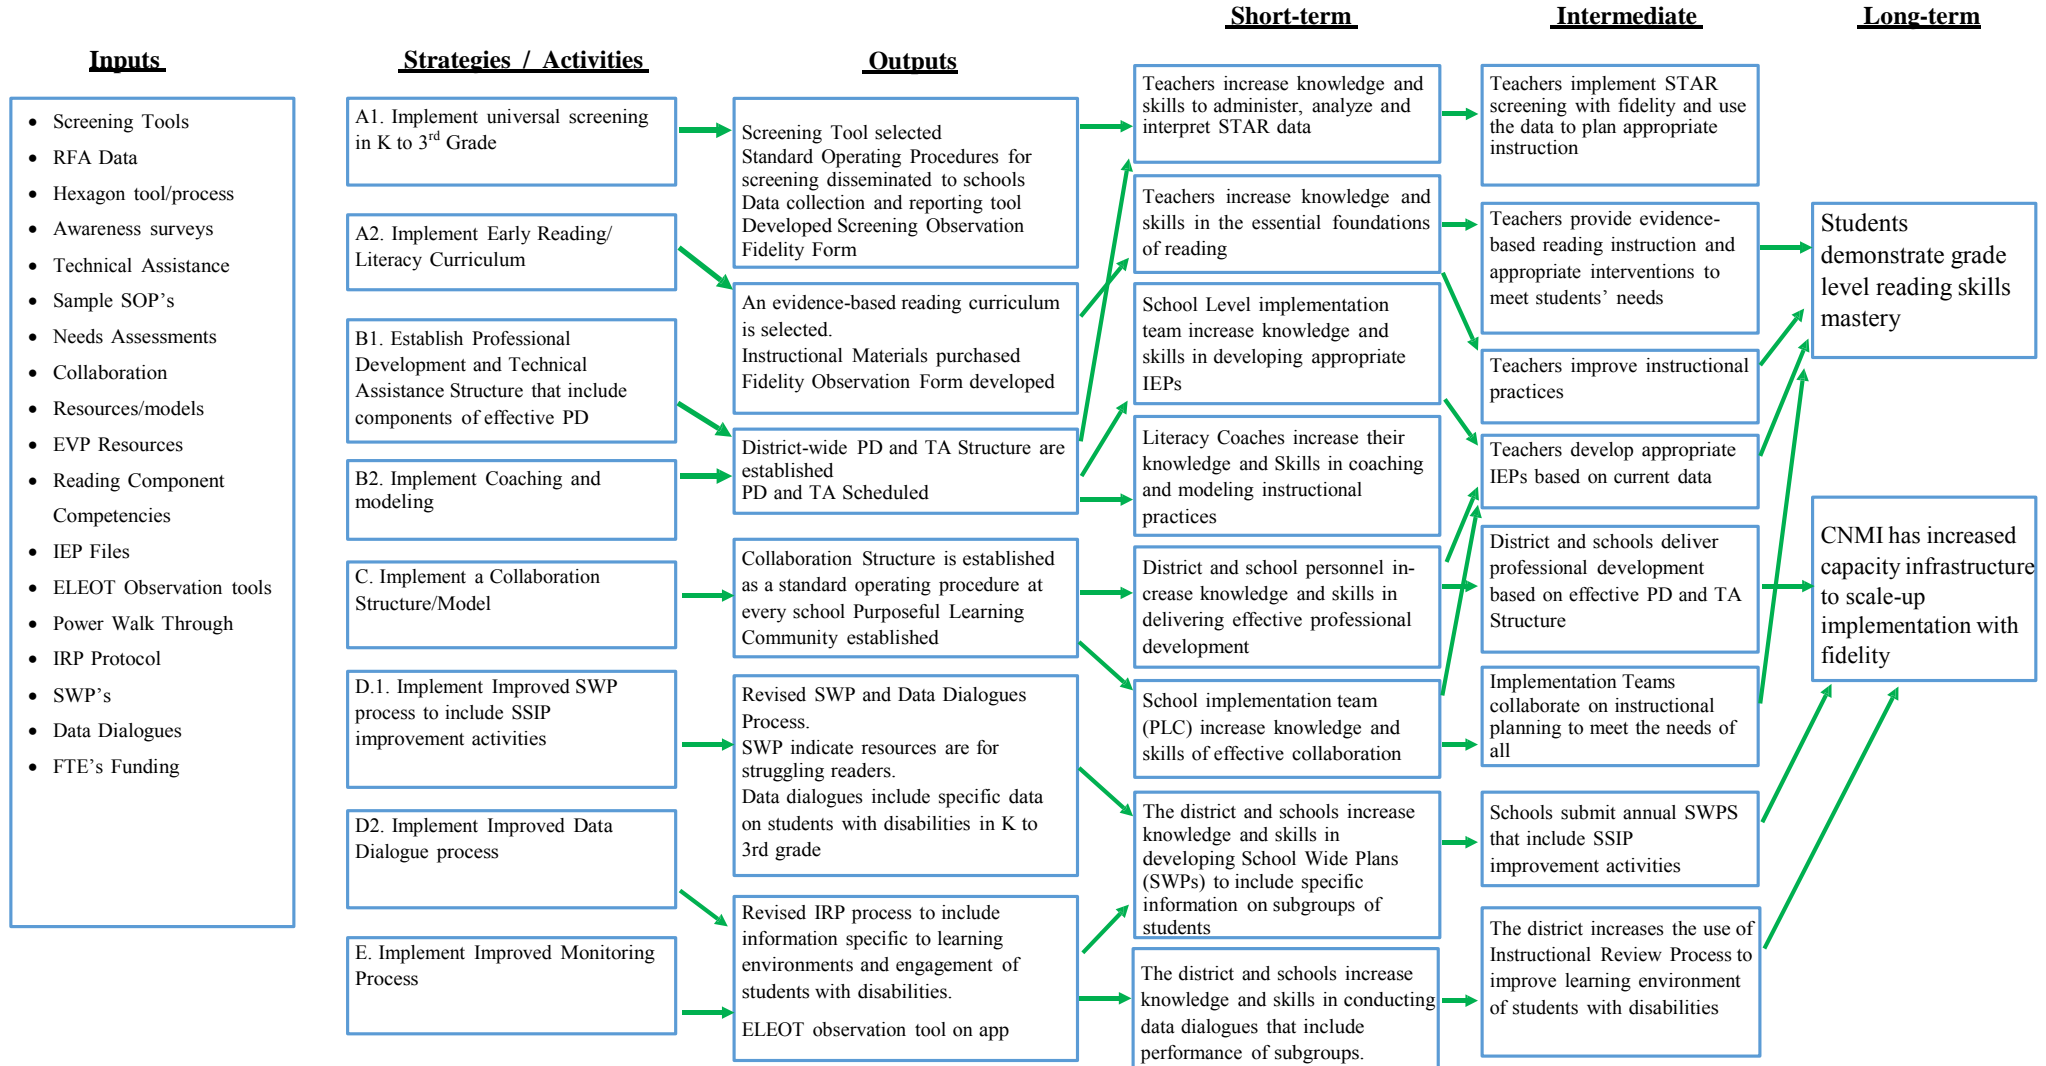 Short-term
Intermediate
Long-term
Inputs
Strategies / Activities
Outputs
• Screening Tools
• RFA Data
• Hexagon tool/process
• Awareness surveys
• Technical Assistance
• Sample SOP’s
• Needs Assessments
• Collaboration
• Resources/models
• EVP Resources
• Reading Component
Competencies
• IEP Files
• ELEOT Observation tools
• Power Walk Through
• IRP Protocol
• SWP’s
• Data Dialogues
• FTE’s Funding
A1. Implement universal screening
in K to 3rd Grade
A2. Implement Early Reading/
Literacy Curriculum
B1. Establish Professional
Development and Technical
Assistance Structure that include
components of effective PD
B2. Implement Coaching and
modeling
C. Implement a Collaboration
Structure/Model
D.1. Implement Improved SWP
process to include SSIP
improvement activities
D2. Implement Improved Data
Dialogue process
E. Implement Improved Monitoring
Process
Screening Tool selected
Standard Operating Procedures for
screening disseminated to schools
Data collection and reporting tool
Developed Screening Observation
Fidelity Form
An evidence-based reading curriculum
is selected.
Instructional Materials purchased
Fidelity Observation Form developed
District-wide PD and TA Structure are
established
PD and TA Scheduled
Collaboration Structure is established
as a standard operating procedure at
every school Purposeful Learning
Community established
Revised SWP and Data Dialogues
Process.
SWP indicate resources are for
struggling readers.
Data dialogues include specific data
on students with disabilities in K to
3rd grade
Revised IRP process to include
information specific to learning
environments and engagement of
students with disabilities.
ELEOT observation tool on app
Teachers increase knowledge and
skills to administer, analyze and
interpret STAR data
Teachers increase knowledge and
skills in the essential foundations
of reading
School Level implementation
team increase knowledge and
skills in developing appropriate
IEPs
Literacy Coaches increase their
knowledge and Skills in coaching
and modeling instructional
practices
District and school personnel in-
crease knowledge and skills in
delivering effective professional
development
School implementation team
(PLC) increase knowledge and
skills of effective collaboration
The district and schools increase
knowledge and skills in
developing School Wide Plans
(SWPs) to include specific
information on subgroups of
students
The district and schools increase
knowledge and skills in conducting
data dialogues that include
performance of subgroups.
Teachers implement STAR
screening with fidelity and use
the data to plan appropriate
instruction
Teachers provide evidence-
based reading instruction and
appropriate interventions to
meet students’ needs
Teachers improve instructional
practices
Teachers develop appropriate
IEPs based on current data
District and schools deliver
professional development
based on effective PD and TA
Structure
Implementation Teams
collaborate on instructional
planning to meet the needs of
all
Schools submit annual SWPS
that include SSIP
improvement activities
The district increases the use of
Instructional Review Process to
improve learning environment
of students with disabilities
Students
demonstrate grade
level reading skills
mastery
CNMI has increased
capacity infrastructure
to scale-up
implementation with
fidelity